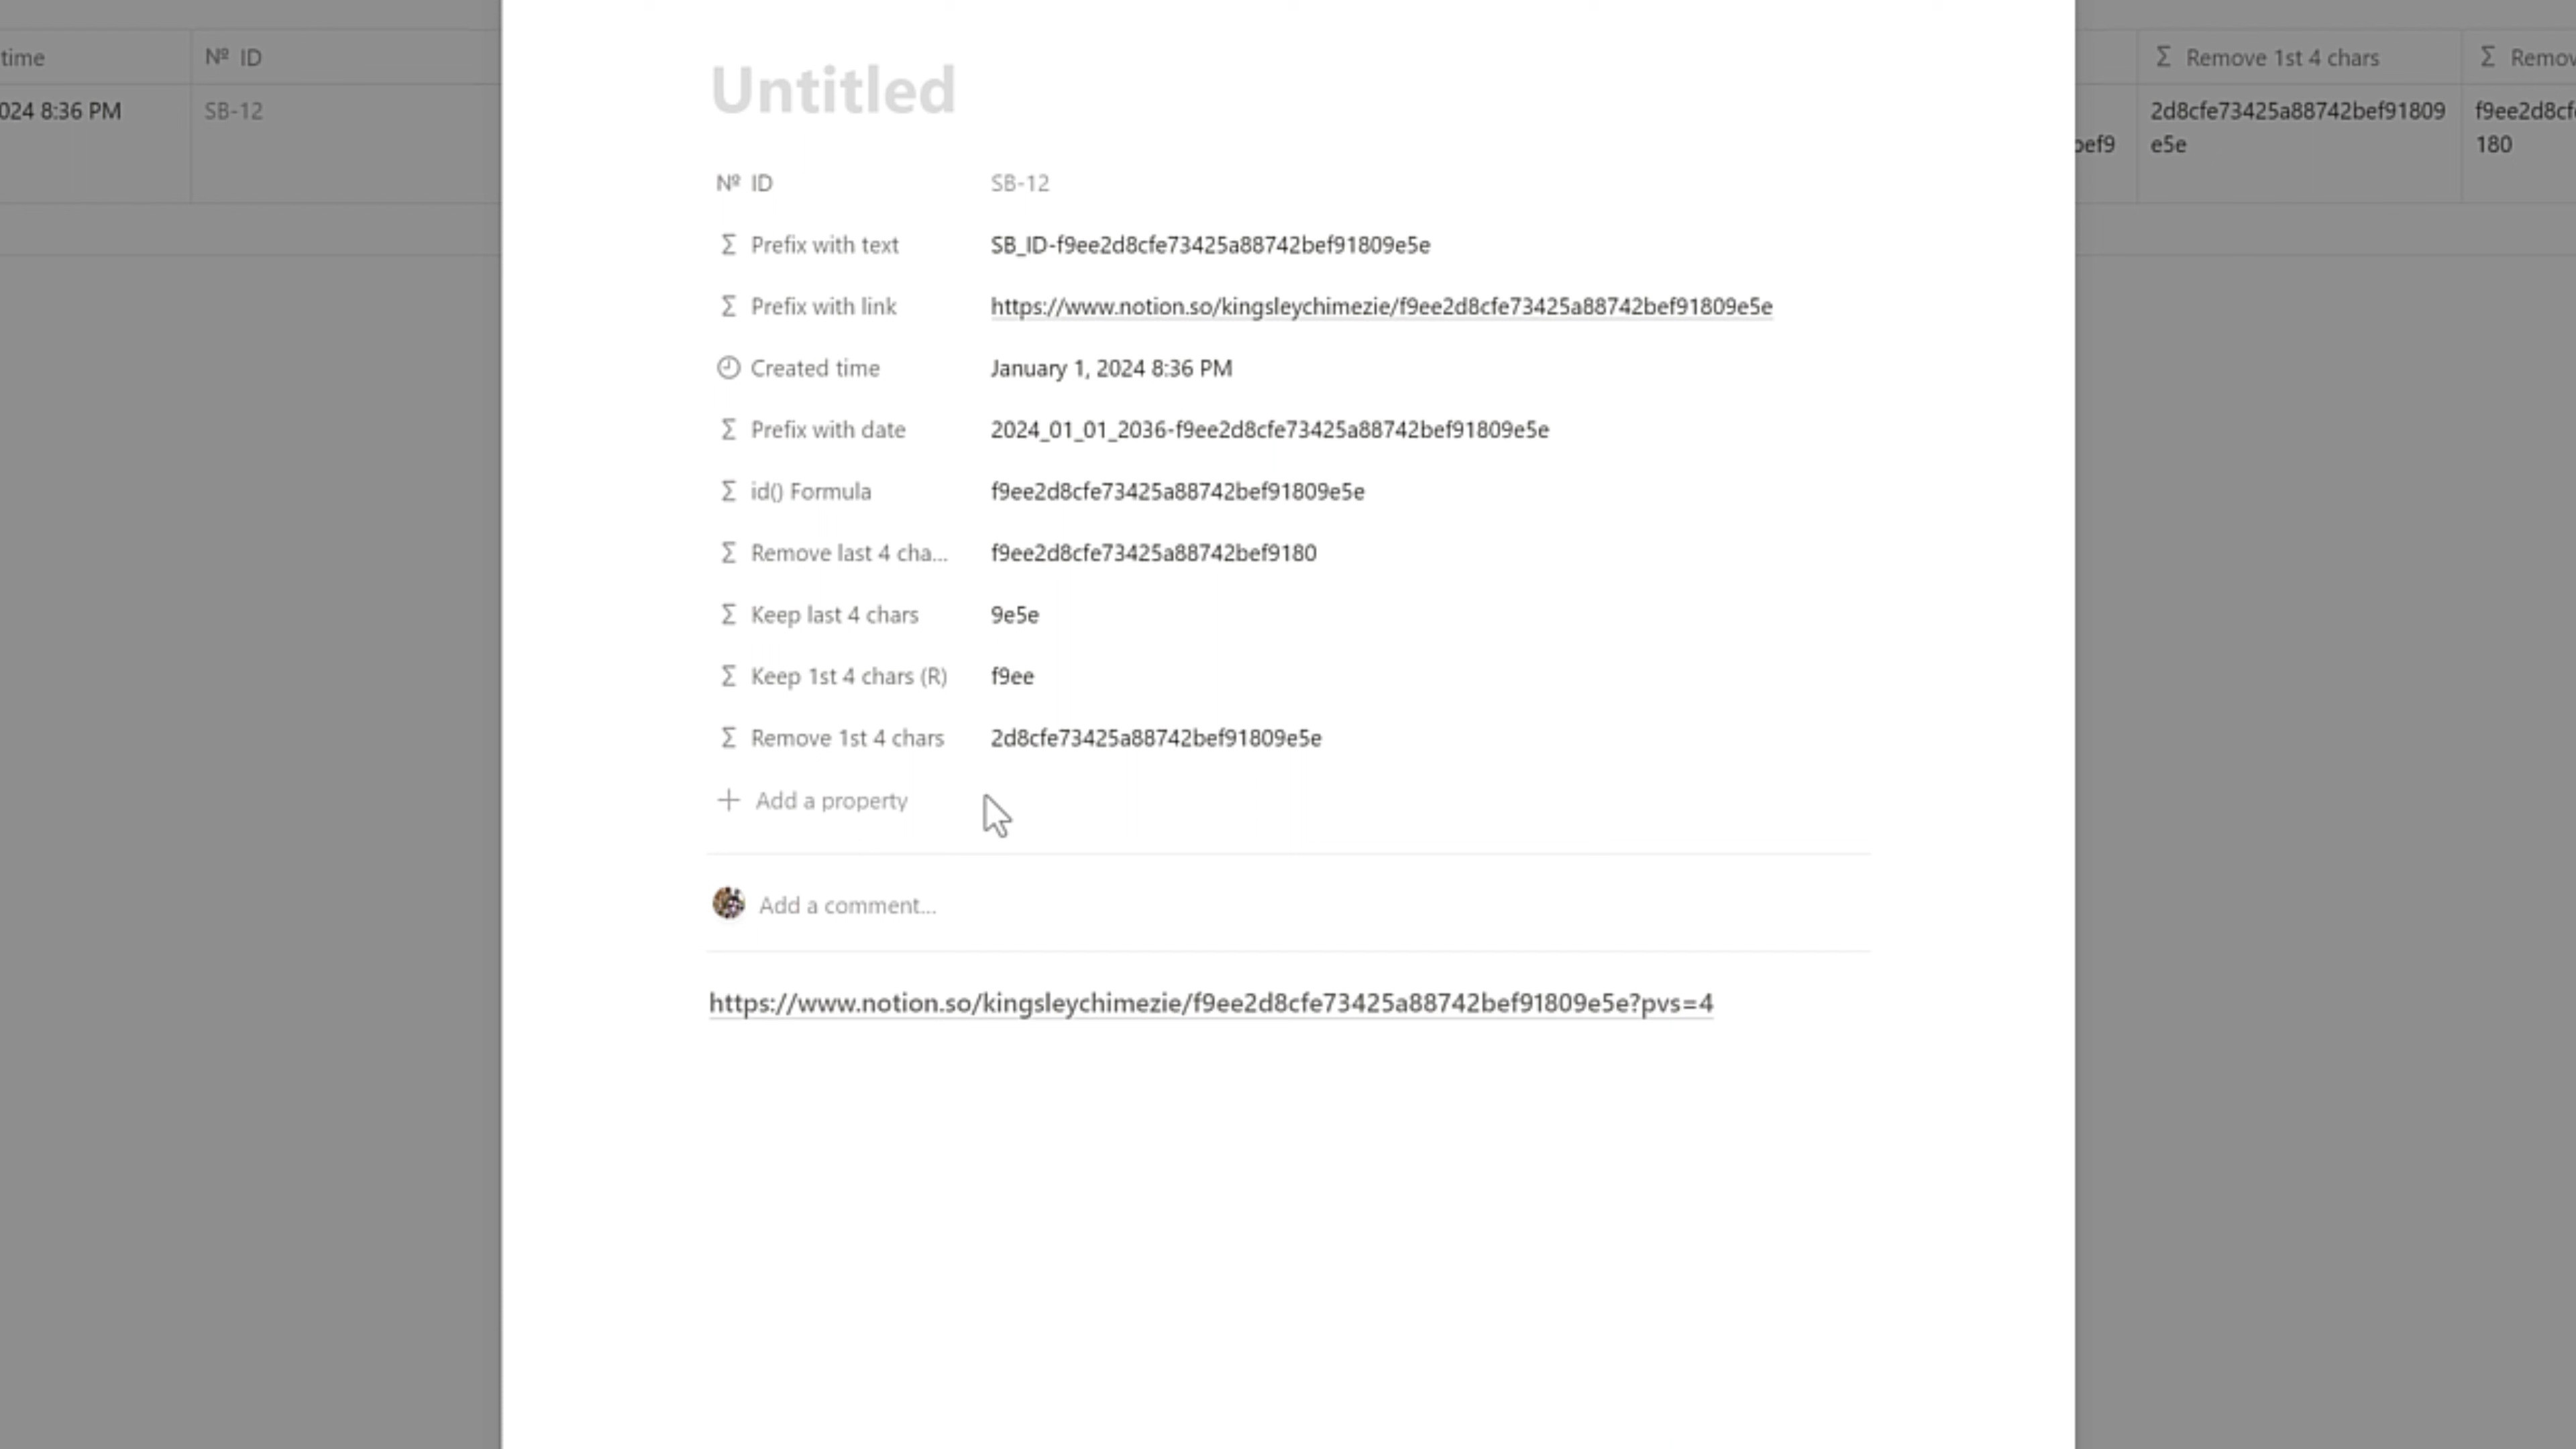 time
Nº ID
Σ Remove 1st 4 chars
Σ Remov
024 8:36 PM
SB-12
bef9
2d8cfe73425a88742bef91809
e5e
f9ee2d8cf
180
Untitled
Nº ID SB-12
Σ Prefix with text SB_ID-f9ee2d8cfe73425a88742bef91809e5e
Σ Prefix with link https://www.notion.so/kingsleychimezie/f9ee2d8cfe73425a88742bef91809e5e
Created time January 1, 2024 8:36 PM
Σ Prefix with date 2024_01_01_2036-f9ee2d8cfe73425a88742bef91809e5e
Σ id() Formula f9ee2d8cfe73425a88742bef91809e5e
Σ Remove last 4 cha... f9ee2d8cfe73425a88742bef9180
Σ Keep last 4 chars 9e5e
Σ Keep 1st 4 chars (R) f9ee
Σ Remove 1st 4 chars 2d8cfe73425a88742bef91809e5e
+ Add a property
Add a comment...
https://www.notion.so/kingsleychimezie/f9ee2d8cfe73425a88742bef91809e5e?pvs=4